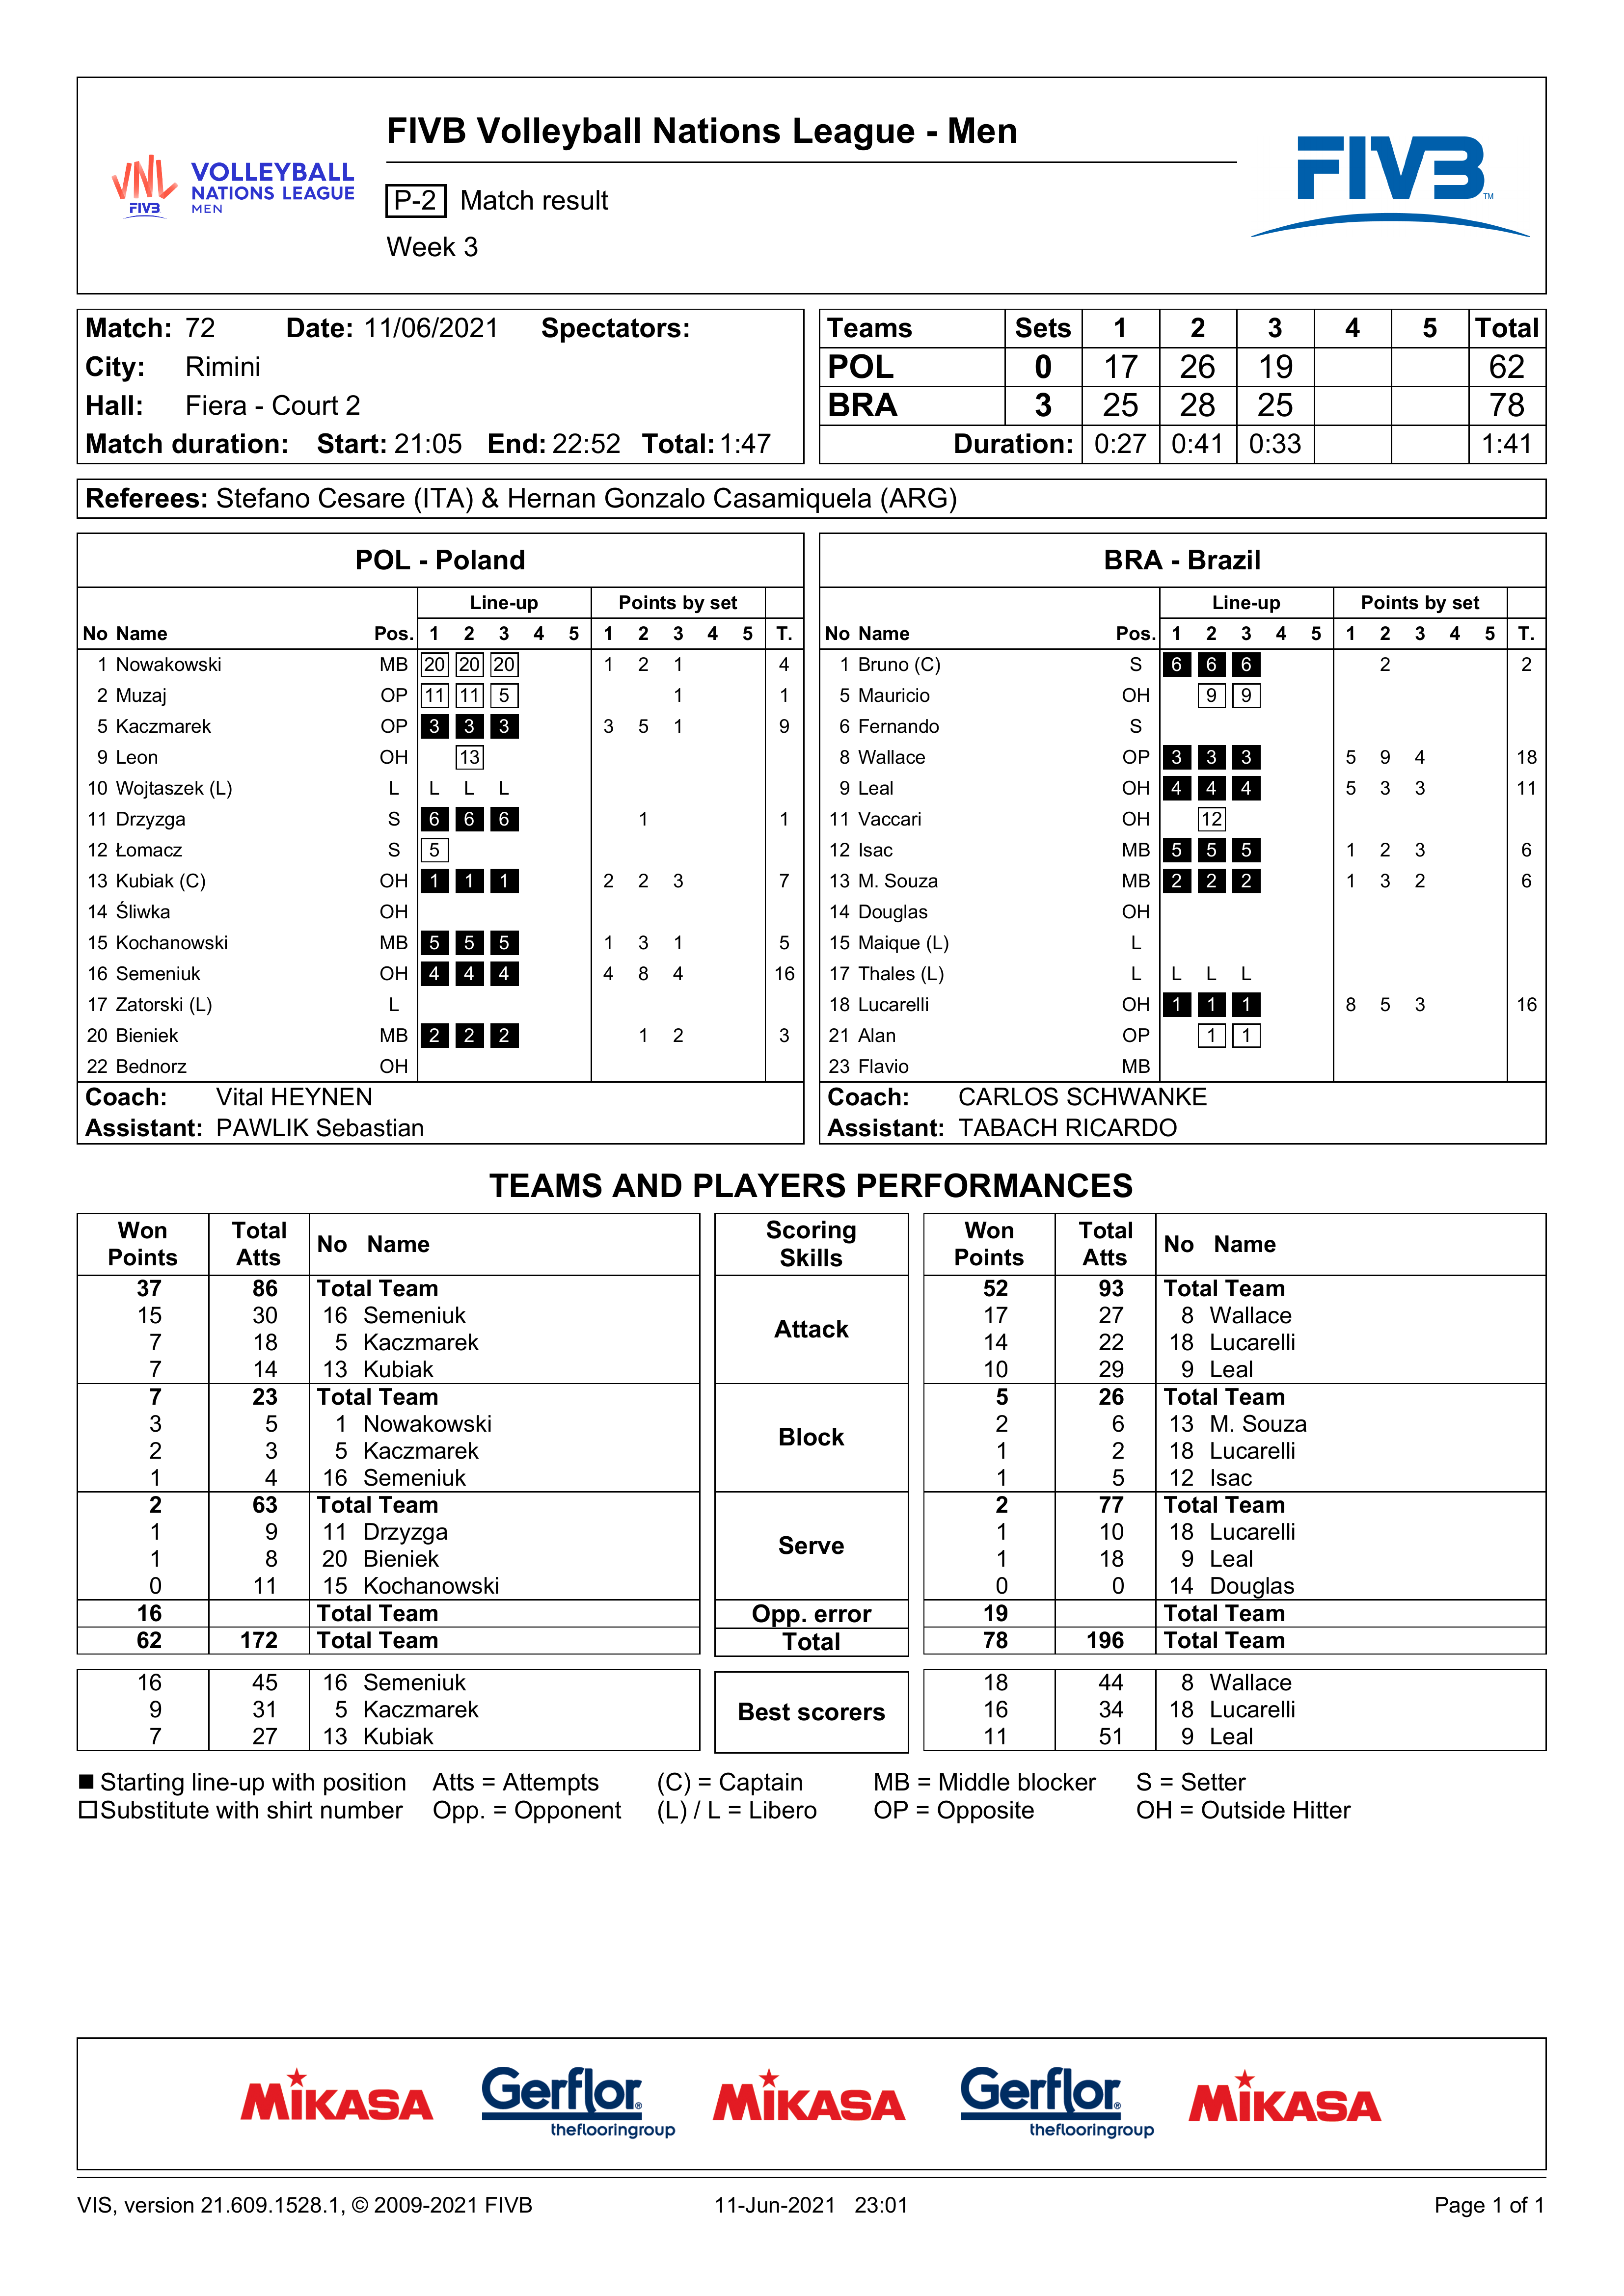 FIVB Volleyball Nations League - Men
VNL FIVB
VOLLEYBALL
NATIONS LEAGUE
MEN
P-2 Match result
Week 3
FIVB TM
Match: 72 Date: 11/06/2021 Spectators:
City: Rimini
Hall: Fiera - Court 2
Match duration: Start: 21:05 End: 22:52 Total: 1:47
Teams Sets 1 2 3 4 5 Total
POL 0 17 26 19 62
BRA 3 25 28 25 78
Duration: 0:27 0:41 0:33 1:41
Referees: Stefano Cesare (ITA) & Hernan Gonzalo Casamiquela (ARG)
POL - Poland
Line-up Points by set
No Name Pos. 1 2 3 4 5 1 2 3 4 5 T.
1 Nowakowski MB 20 20 20 1 2 1 4
2 Muzaj OP 11 11 5 1 1
5 Kaczmarek OP 3 3 3 3 5 1 9
9 Leon OH 13
10 Wojtaszek (L) L L L L
11 Drzyzga S 6 6 6 1 1
12 Łomacz S 5
13 Kubiak (C) OH 1 1 1 2 2 3 7
14 Śliwka OH
15 Kochanowski MB 5 5 5 1 3 1 5
16 Semeniuk OH 4 4 4 4 8 4 16
17 Zatorski (L) L
20 Bieniek MB 2 2 2 1 2 3
22 Bednorz OH
Coach: Vital HEYNEN
Assistant: PAWLIK Sebastian
BRA - Brazil
Line-up Points by set
No Name Pos. 1 2 3 4 5 1 2 3 4 5 T.
1 Bruno (C) S 6 6 6 2 2
5 Mauricio OH 9 9
6 Fernando S
8 Wallace OP 3 3 3 5 9 4 18
9 Leal OH 4 4 4 5 3 3 11
11 Vaccari OH 12
12 Isac MB 5 5 5 1 2 3 6
13 M. Souza MB 2 2 2 1 3 2 6
14 Douglas OH
15 Maique (L) L
17 Thales (L) L L L L
18 Lucarelli OH 1 1 1 8 5 3 16
21 Alan OP 1 1
23 Flavio MB
Coach: CARLOS SCHWANKE
Assistant: TABACH RICARDO
TEAMS AND PLAYERS PERFORMANCES
Won Points Total Atts No Name Scoring Skills Won Points Total Atts No Name
37 86 Total Team 52 93 Total Team
15 30 16 Semeniuk 17 27 8 Wallace
Attack
7 18 5 Kaczmarek 14 22 18 Lucarelli
7 14 13 Kubiak 10 29 9 Leal
7 23 Total Team 5 26 Total Team
3 5 1 Nowakowski 2 6 13 M. Souza
Block
2 3 5 Kaczmarek 1 2 18 Lucarelli
1 4 16 Semeniuk 1 5 12 Isac
2 63 Total Team 2 77 Total Team
1 9 11 Drzyzga 1 10 18 Lucarelli
Serve
1 8 20 Bieniek 1 18 9 Leal
0 11 15 Kochanowski 0 0 14 Douglas
16 Total Team Opp. error 19 Total Team
62 172 Total Team Total 78 196 Total Team
16 45 16 Semeniuk 18 44 8 Wallace
9 31 5 Kaczmarek Best scorers 16 34 18 Lucarelli
7 27 13 Kubiak 11 51 9 Leal
Starting line-up with position Atts = Attempts (C) = Captain MB = Middle blocker S = Setter
Substitute with shirt number Opp. = Opponent (L) / L = Libero OP = Opposite OH = Outside Hitter
MIKASA Gerflor® theflooringgroup MIKASA Gerflor® theflooringgroup MIKASA
VIS, version 21.609.1528.1, © 2009-2021 FIVB 11-Jun-2021 23:01 Page 1 of 1